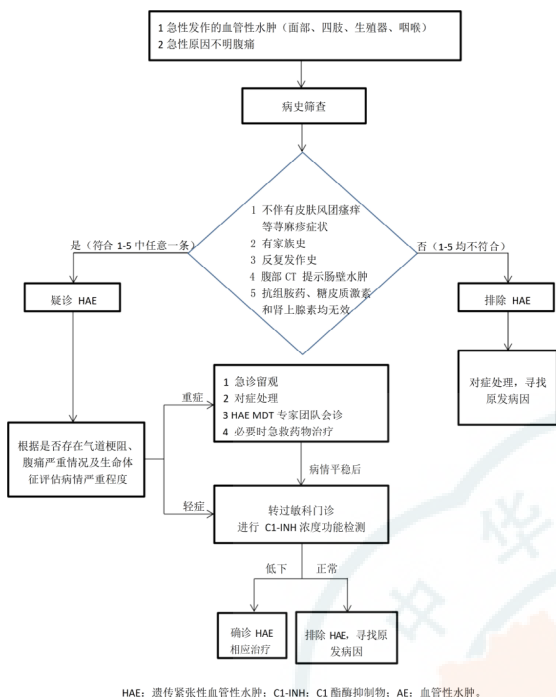 1 急性发作的血管性水肿（面部、四肢、生殖器、咽喉）
2 急性原因不明腹痛
病史筛查
1 不伴有皮肤风团瘙痒
等荨麻疹症状
2 有家族史
3 反复发作史
4 腹部 CT 提示肠壁水肿
5 抗组胺药、糖皮质激素
和肾上腺素均无效
是（符合 1-5 中任意一条）
否（1-5 均不符合）
疑诊 HAE
排除 HAE
对症处理，寻找
原发病因
重症
1 急诊留观
2 对症处理
3 HAE MDT 专家团队会诊
4 必要时急救药物治疗
根据是否存在气道梗阻、
腹痛严重情况及生命体
征评估病情严重程度
病情平稳后
轻症
转过敏科门诊
进行 C1-INH 浓度功能检测
低下
正常
确诊 HAE
相应治疗
排除 HAE，寻找原
发病因
中华
HAE：遗传紧张性血管性水肿；C1-INH：C1 酯酶抑制物；AE：血管性水肿。